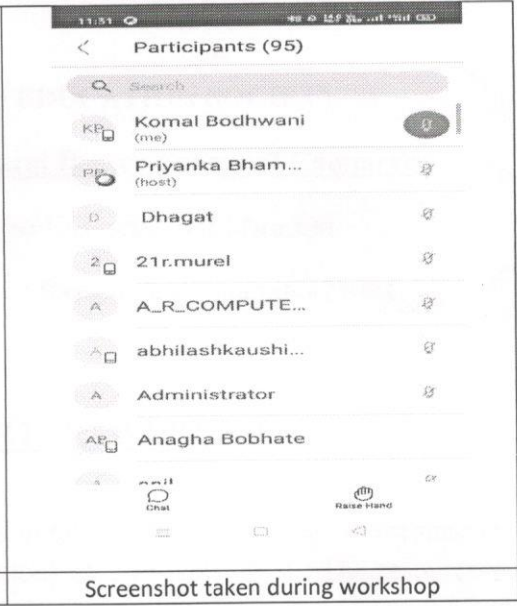 11:51
Participants (95)
Search
KB
Komal Bodhwani
(me)
PB
Priyanka Bham...
(host)
D
Dhagat
2
21r.murel
A
A_R_COMPUTE...
A
abhilashkaushi...
A
Administrator
AB
Anagha Bobhate
Chat
Raise Hand
Screenshot taken during workshop